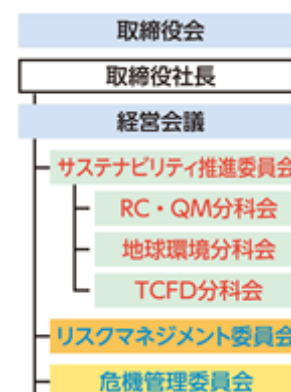 取締役会
取締役社長
経営会議
サステナビリティ推進委員会
RC・QM分科会
地球環境分科会
TCFD分科会
リスクマネジメント委員会
危機管理委員会